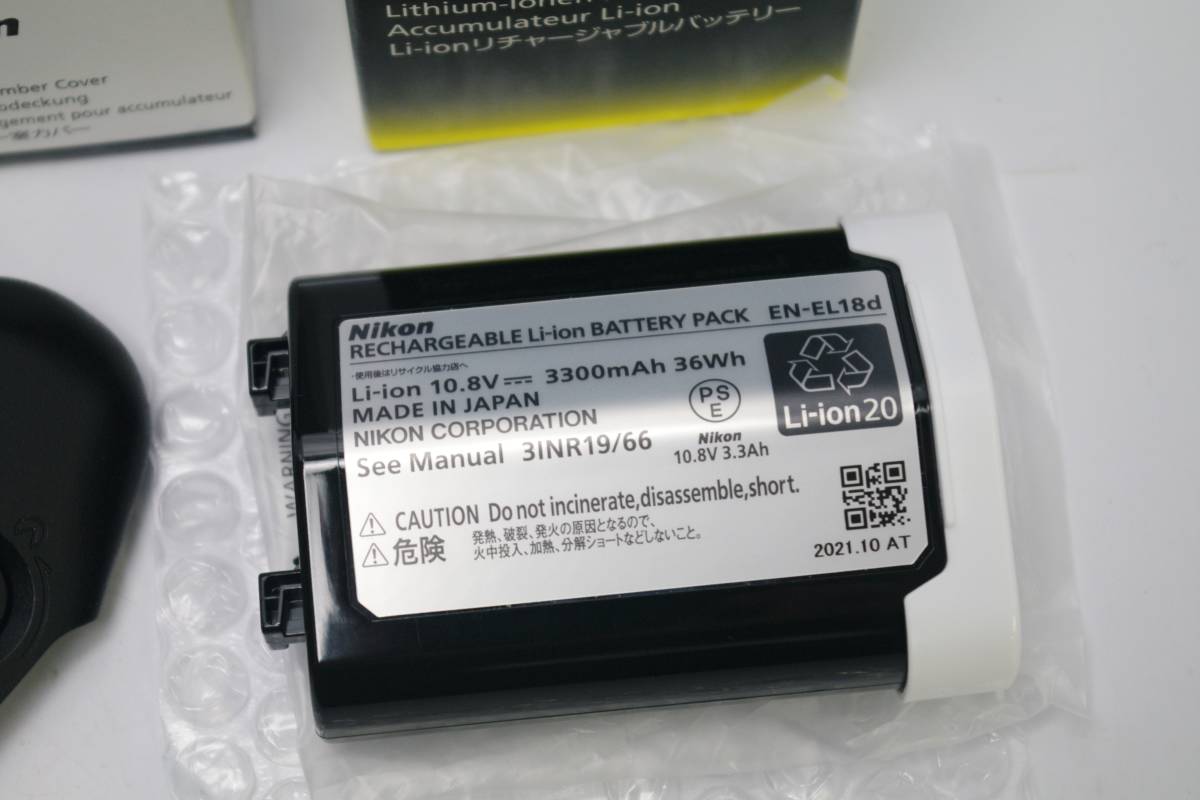 mber Cover
bdeckung
gement pour accumulateur
Lithium-Ionen
Accumulateur Li-ion
Li-ionリチャージャブルバッテリー
Nikon
RECHARGEABLE Li-ion BATTERY PACK EN-EL18d
・使用後はリサイクル協力店へ
Li-ion 10.8V⎓ 3300mAh 36Wh
MADE IN JAPAN
NIKON CORPORATION
See Manual 3INR19/66
PS
E
Nikon
10.8V 3.3Ah
Li-ion20
CAUTION Do not incinerate,disassemble,short.
危険 発熱、破裂、発火の原因となるので、
火中投入、加熱、分解ショートなどしないこと。
2021.10 AT
WARNING